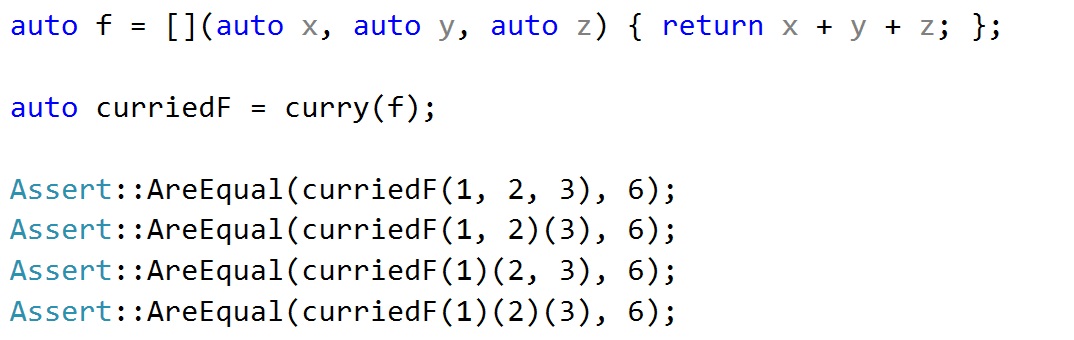 auto f = [](auto x, auto y, auto z) { return x + y + z; };
auto curriedF = curry(f);
Assert::AreEqual(curriedF(1, 2, 3), 6);
Assert::AreEqual(curriedF(1, 2)(3), 6);
Assert::AreEqual(curriedF(1)(2, 3), 6);
Assert::AreEqual(curriedF(1)(2)(3), 6);